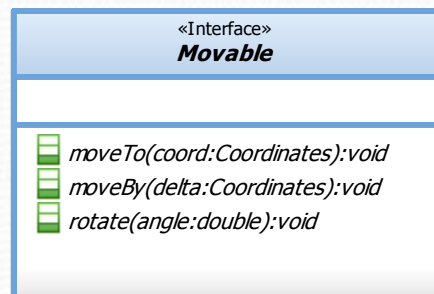 «Interface»
Movable
moveTo(coord:Coordinates):void
moveBy(delta:Coordinates):void
rotate(angle:double):void